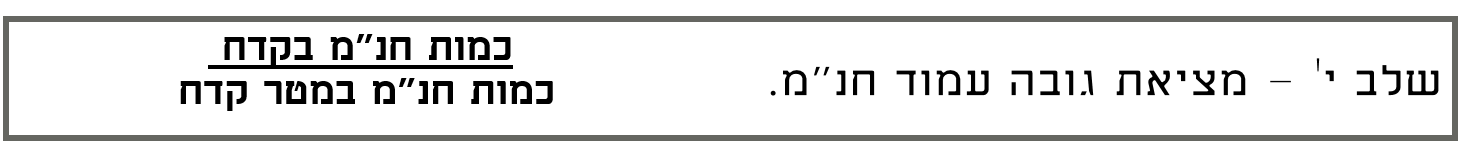 שלב י' – מציאת גובה עמוד חנ"מ.
כמות חנ"מ בקדח
כמות חנ"מ במטר קדח